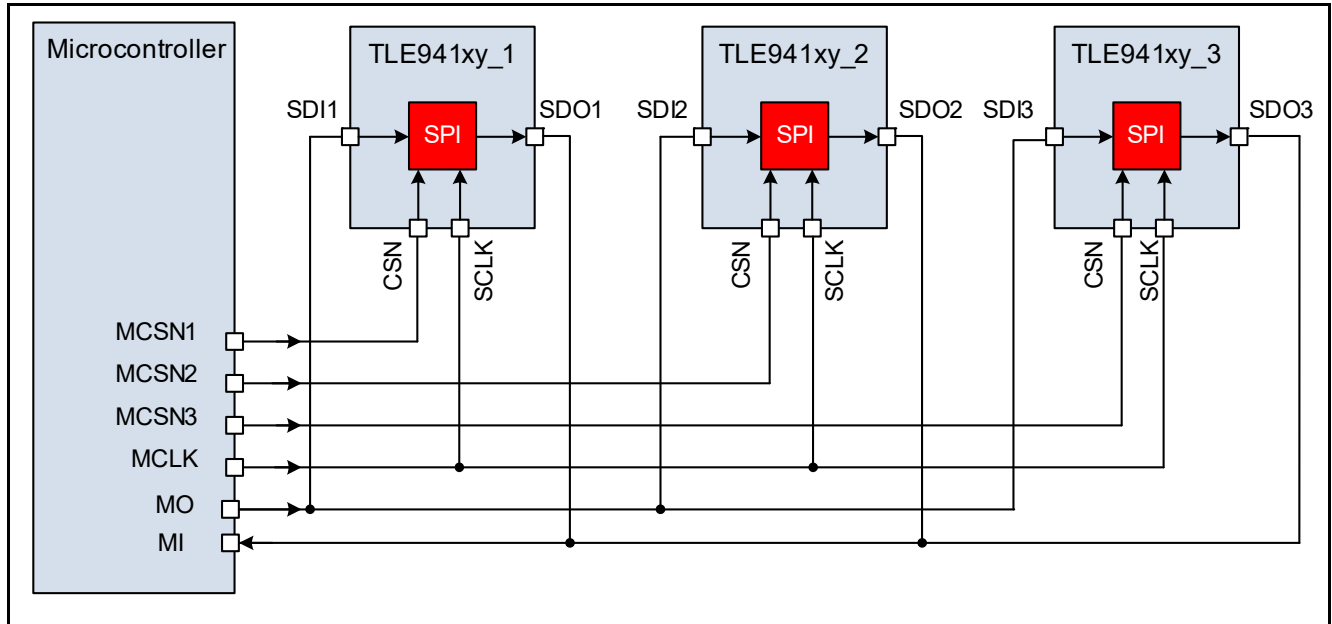 Microcontroller
TLE941xy_1
TLE941xy_2
TLE941xy_3
SDI1
SDO1
SDI2
SDO2
SDI3
SDO3
SPI
SPI
SPI
CSN
SCLK
CSN
SCLK
CSN
SCLK
MCSN1
MCSN2
MCSN3
MCLK
MO
MI